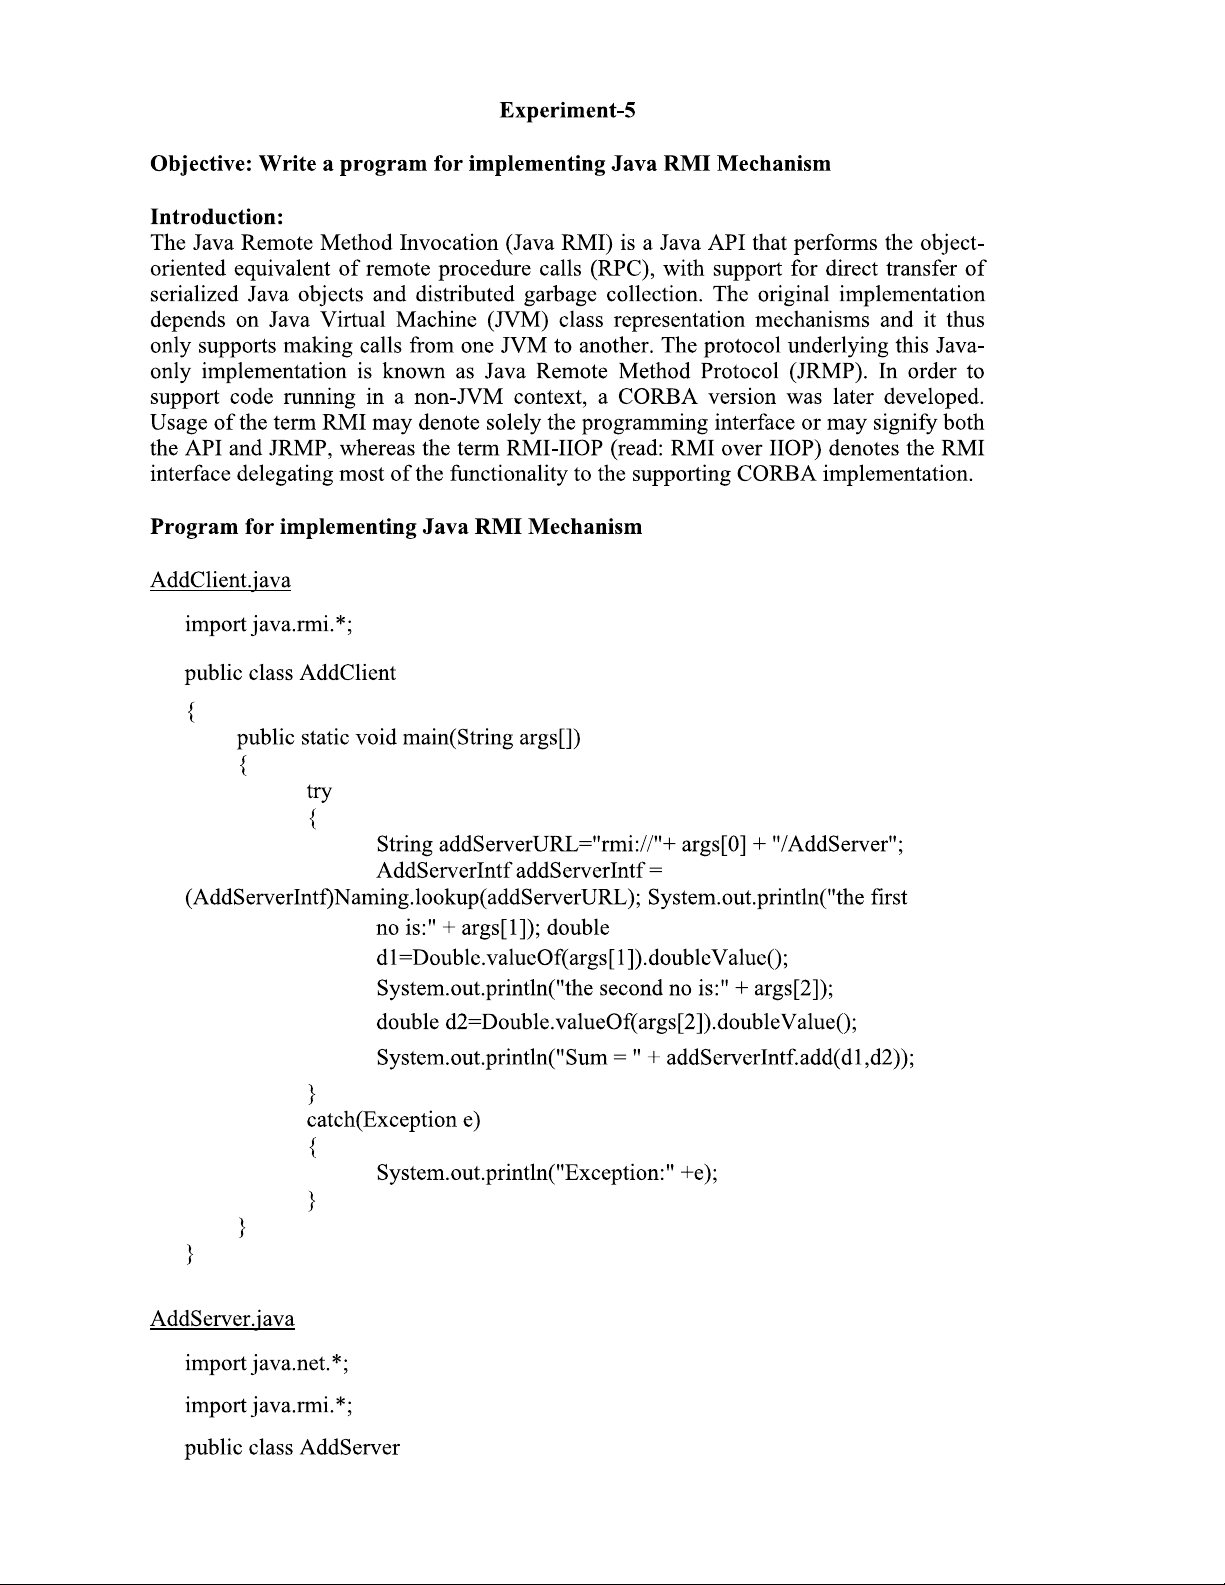 Experiment-5
Objective: Write a program for implementing Java RMI Mechanism
Introduction:
The Java Remote Method Invocation (Java RMI) is a Java API that performs the object-
oriented equivalent of remote procedure calls (RPC), with support for direct transfer of
serialized Java objects and distributed garbage collection. The original implementation
depends on Java Virtual Machine (JVM) class representation mechanisms and it thus
only supports making calls from one JVM to another. The protocol underlying this Java-
only implementation is known as Java Remote Method Protocol (JRMP). In order to
support code running in a non-JVM context, a CORBA version was later developed.
Usage of the term RMI may denote solely the programming interface or may signify both
the API and JRMP, whereas the term RMI-IIOP (read: RMI over IIOP) denotes the RMI
interface delegating most of the functionality to the supporting CORBA implementation.
Program for implementing Java RMI Mechanism
AddClient.java
import java.rmi.*;
public class AddClient
{
public static void main(String args[])
{
try
{
String addServerURL="rmi://"+ args[0] + "/AddServer";
AddServerIntf addServerIntf =
(AddServerIntf)Naming.lookup(addServerURL); System.out.println("the first
no is:" + args[1]); double
d1=Double.valueOf(args[1]).doubleValue();
System.out.println("the second no is:" + args[2]);
double d2=Double.valueOf(args[2]).doubleValue();
System.out.println("Sum = " + addServerIntf.add(d1,d2));
}
catch(Exception e)
{
System.out.println("Exception:" +e);
}
}
}
AddServer.java
import java.net.*;
import java.rmi.*;
public class AddServer